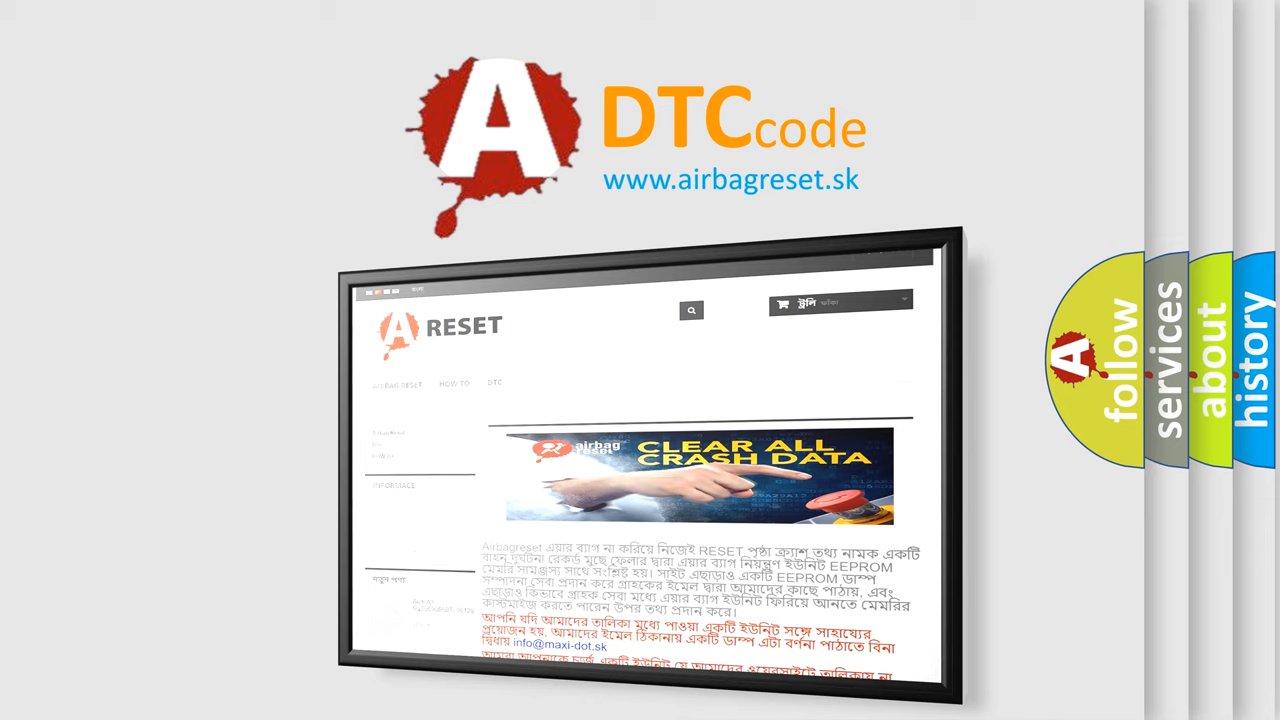 A
DTC code
www.airbagreset.sk
বাংলা
A RESET
ট্রলি
AIRBAG RESET HOW TO DTC
INFORMACE
airbag reset
CLEAR ALL
CRASH DATA
Airbagreset এয়ার ব্যাগ না করিয়ে নিজেই RESET পৃষ্ঠা ক্র্যাশ তথ্য নামক একটি
বাহন দুর্ঘটনা রেকর্ড মুছে ফেলার দ্বারা এয়ার ব্যাগ নিয়ন্ত্রণ ইউনিট EEPROM
মেমরি সামঞ্জস্য সাথে সংশ্লিষ্ট হয়। সাইট এছাড়াও একটি EEPROM ডাম্প
সম্পাদনা সেবা প্রদান করে গ্রাহকের ইমেল দ্বারা আমাদের কাছে পাঠায়, এবং
এছাড়াও কিভাবে গ্রাহক সেবা মধ্যে এয়ার ব্যাগ ইউনিট ফিরিয়ে আনতে মেমরির
কাস্টমাইজ করতে পারেন উপর তথ্য প্রদান করে।
আপনি যদি আমাদের তালিকা মধ্যে পাওয়া একটি ইউনিট সঙ্গে সাহায্যের
প্রয়োজন হয়, আমাদের ইমেল ঠিকানায় একটি ডাম্প এটা বর্ণনা পাঠাতে বিনা
দ্বিধায় info@maxi-dot.sk
নতুন পণ্য
A follow
services
about
history